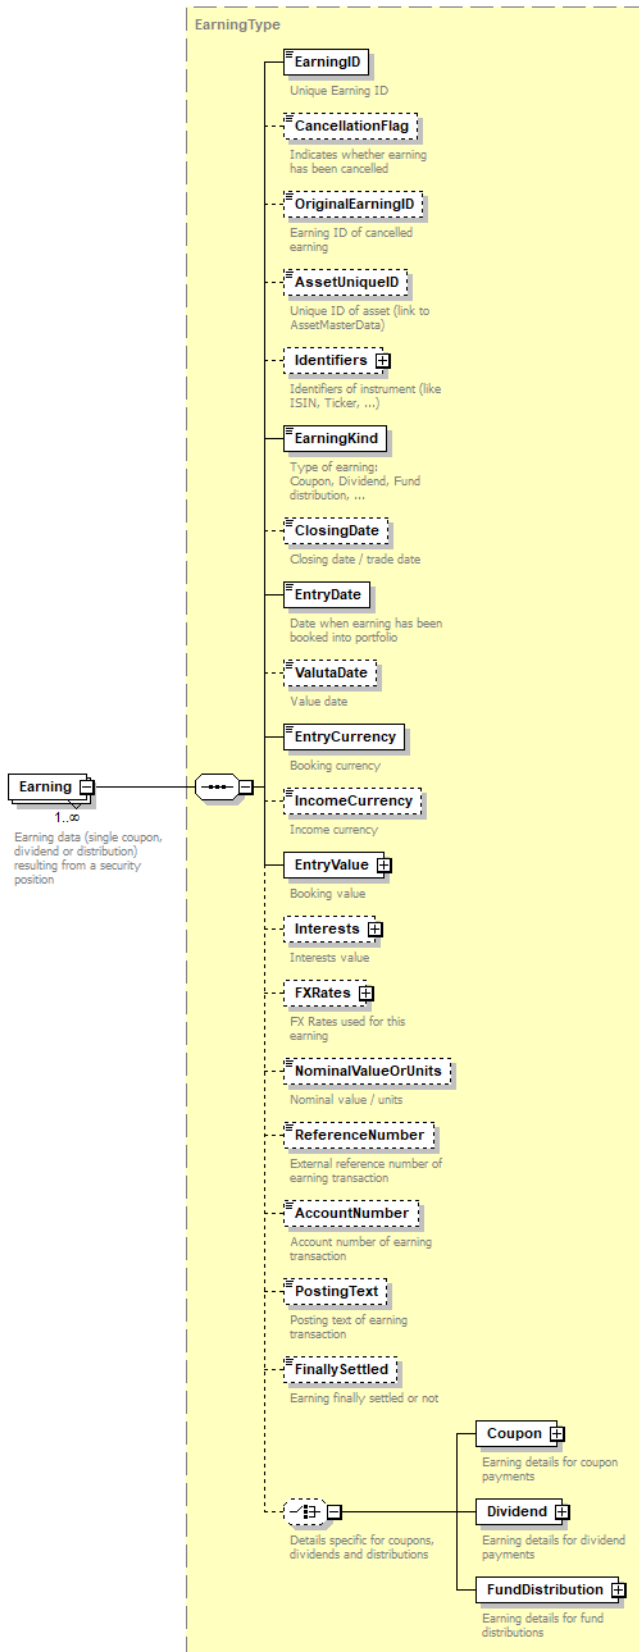 EarningType
EarningID
Unique Earning ID
CancellationFlag
Indicates whether earning
has been cancelled
OriginalEarningID
Earning ID of cancelled
earning
AssetUniqueID
Unique ID of asset (link to
AssetMasterData)
Identifiers
Identifiers of instrument (like
ISIN, Ticker, ...)
EarningKind
Type of earning:
Coupon, Dividend, Fund
distribution, ...
ClosingDate
Closing date / trade date
EntryDate
Date when earning has been
booked into portfolio
ValutaDate
Value date
EntryCurrency
Booking currency
Earning
1..∞
Earning data (single coupon,
dividend or distribution)
resulting from a security
position
IncomeCurrency
Income currency
EntryValue
Booking value
Interests
Interests value
FXRates
FX Rates used for this
earning
NominalValueOrUnits
Nominal value / units
ReferenceNumber
External reference number of
earning transaction
AccountNumber
Account number of earning
transaction
PostingText
Posting text of earning
transaction
FinallySettled
Earning finally settled or not
Details specific for coupons,
dividends and distributions
Coupon
Earning details for coupon
payments
Dividend
Earning details for dividend
payments
FundDistribution
Earning details for fund
distributions